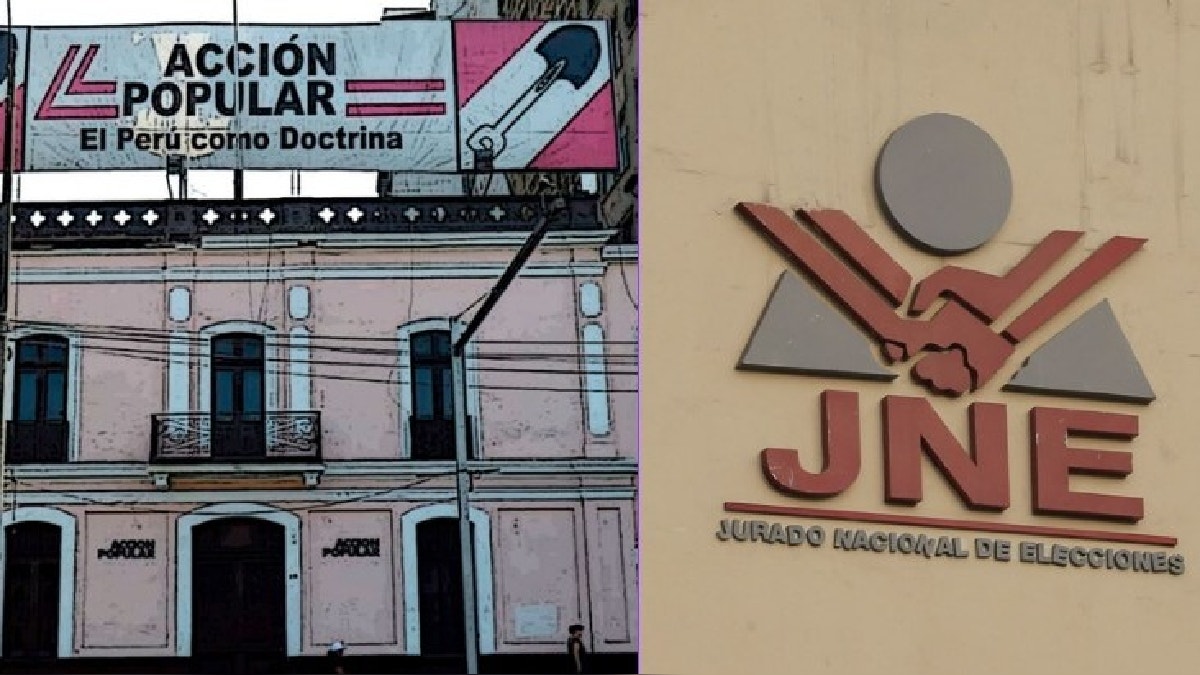 ACCIÓN
POPULAR
El Perú como Doctrina
ACCION
POPULAR
ACCION
POPULAR
JNE
JURADO NACIONAL DE ELECCIONES